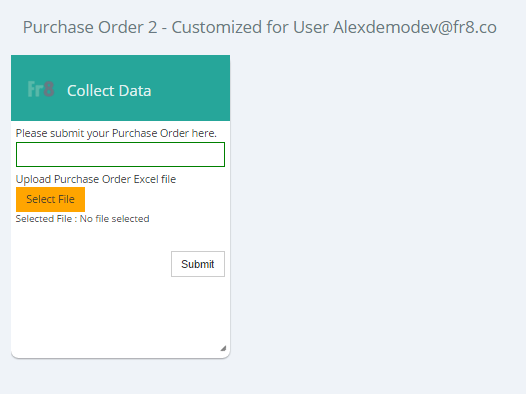 Purchase Order 2 - Customized for User Alexdemodev@fr8.co
Fr8 Collect Data
Please submit your Purchase Order here.
Upload Purchase Order Excel file
Select File
Selected File : No file selected
Submit